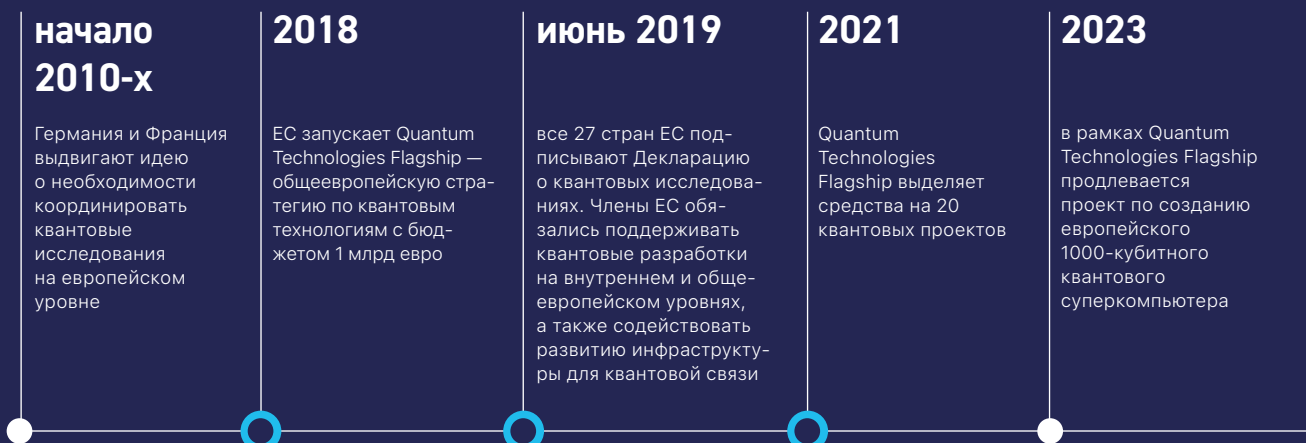 начало
2010-х
Германия и Франция
выдвигают идею
о необходимости
координировать
квантовые
исследования
на европейском
уровне
2018
ЕС запускает Quantum
Technologies Flagship —
общеевропейскую стра-
тегию по квантовым
технологиям с бюд-
жетом 1 млрд евро
июнь 2019
все 27 стран ЕС под-
писывают Декларацию
о квантовых исследова-
ниях. Члены ЕС обя-
зались поддерживать
квантовые разработки
на внутреннем и обще-
европейском уровнях,
а также содействовать
развитию инфраструкту-
ры для квантовой связи
2021
Quantum
Technologies
Flagship выделяет
средства на 20
квантовых проектов
2023
в рамках Quantum
Technologies Flagship
продлевается
проект по созданию
европейского
1000-кубитного
квантового
суперкомпьютера